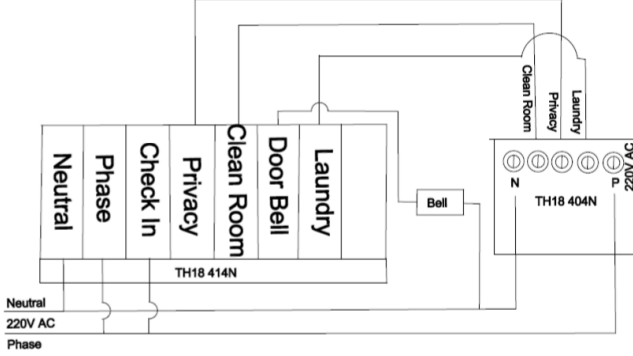 Clean Room
Privacy
Laundry
Neutral
Phase
Check In
Privacy
Clean Room
Door Bell
Laundry
TH18 414N
Bell
N
P
220V AC
TH18 404N
Neutral
220V AC
Phase